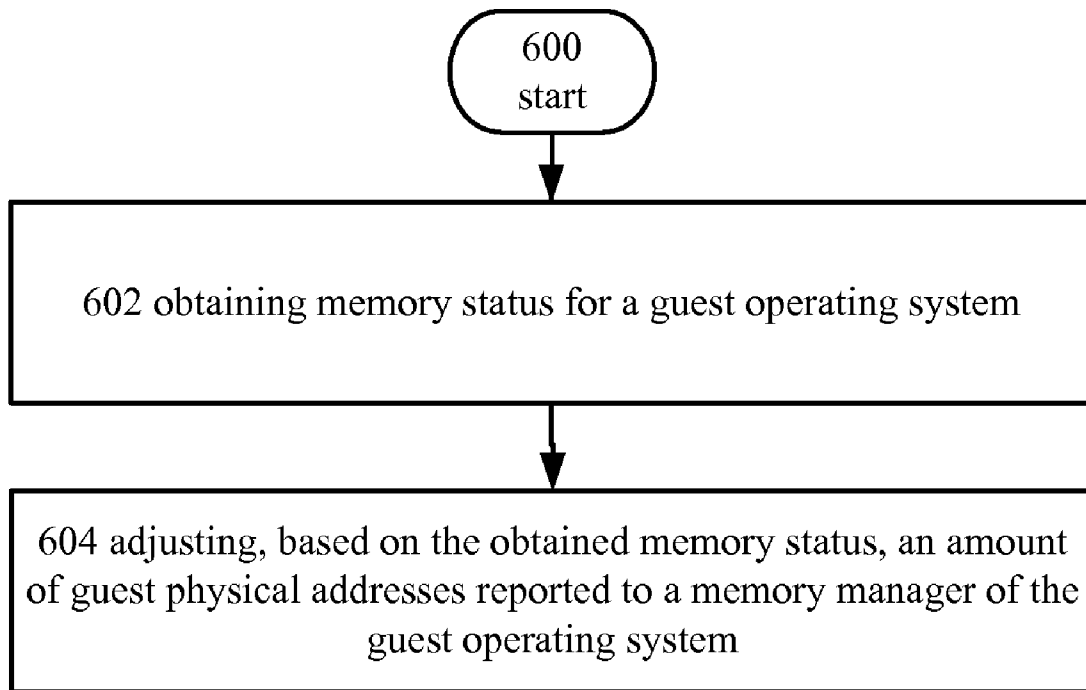 600
start
602 obtaining memory status for a guest operating system
604 adjusting, based on the obtained memory status, an amount
of guest physical addresses reported to a memory manager of the
guest operating system